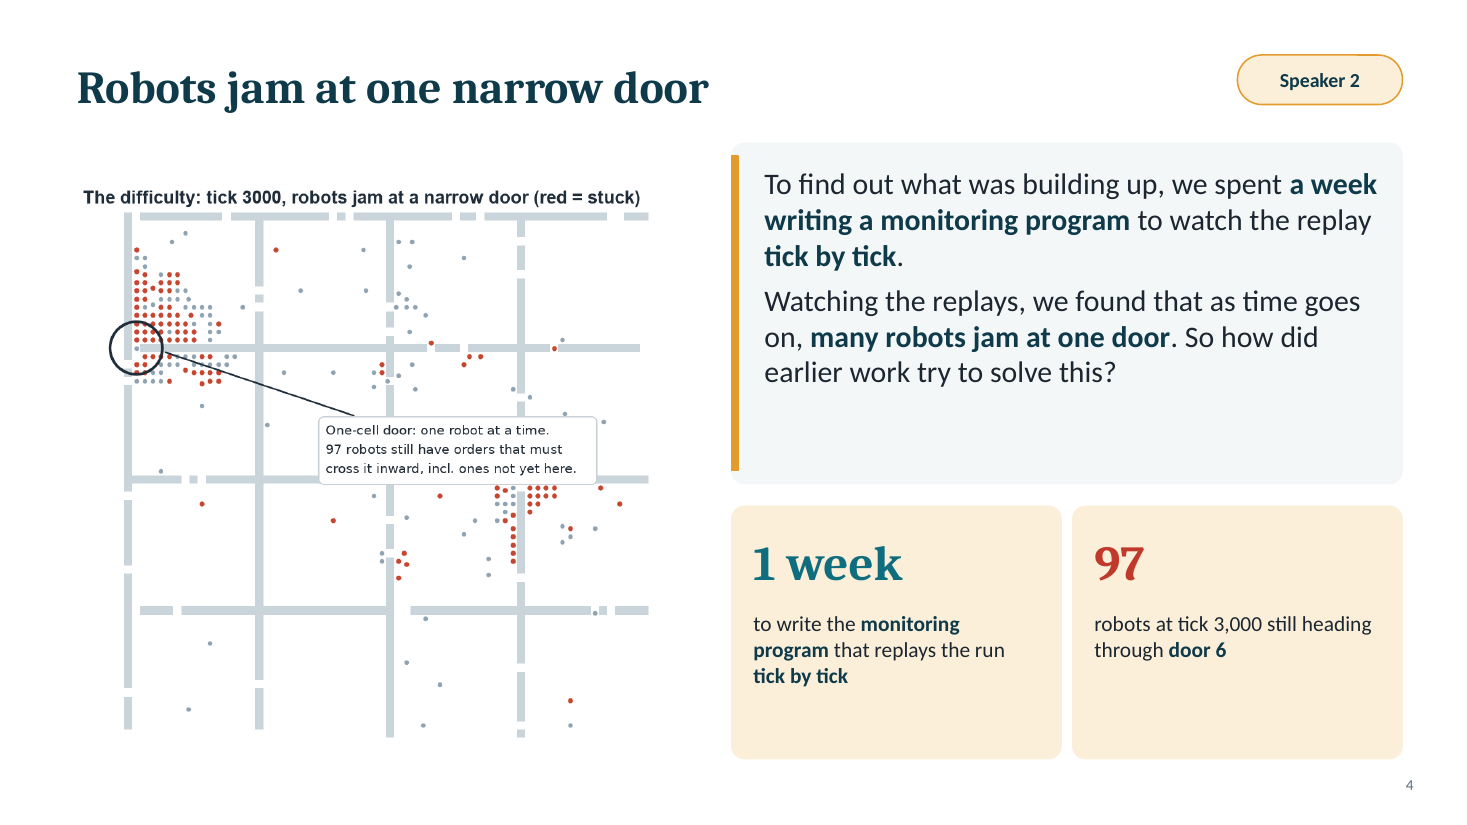 Robots jam at one narrow door
Speaker 2
The difficulty: tick 3000, robots jam at a narrow door (red = stuck)
One-cell door: one robot at a time.
97 robots still have orders that must
cross it inward, incl. ones not yet here.
To find out what was building up, we spent a week
writing a monitoring program to watch the replay
tick by tick.
Watching the replays, we found that as time goes
on, many robots jam at one door. So how did
earlier work try to solve this?
1 week
to write the monitoring
program that replays the run
tick by tick
97
robots at tick 3,000 still heading
through door 6
4